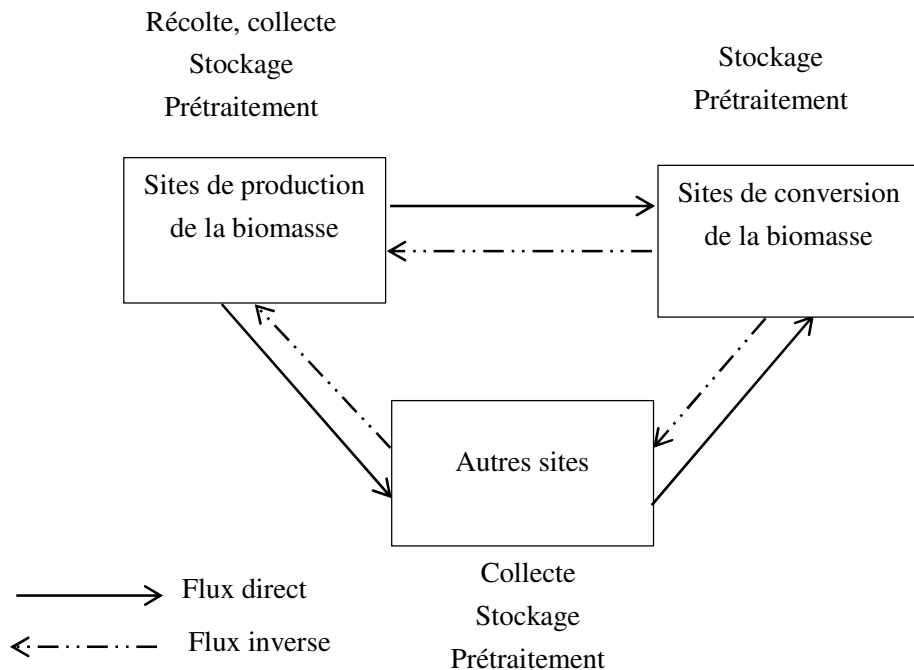 Récolte, collecte
Stockage
Prétraitement
Stockage
Prétraitement
Sites de production
de la biomasse
Sites de conversion
de la biomasse
Autres sites
Collecte
Stockage
Prétraitement
Flux direct
Flux inverse